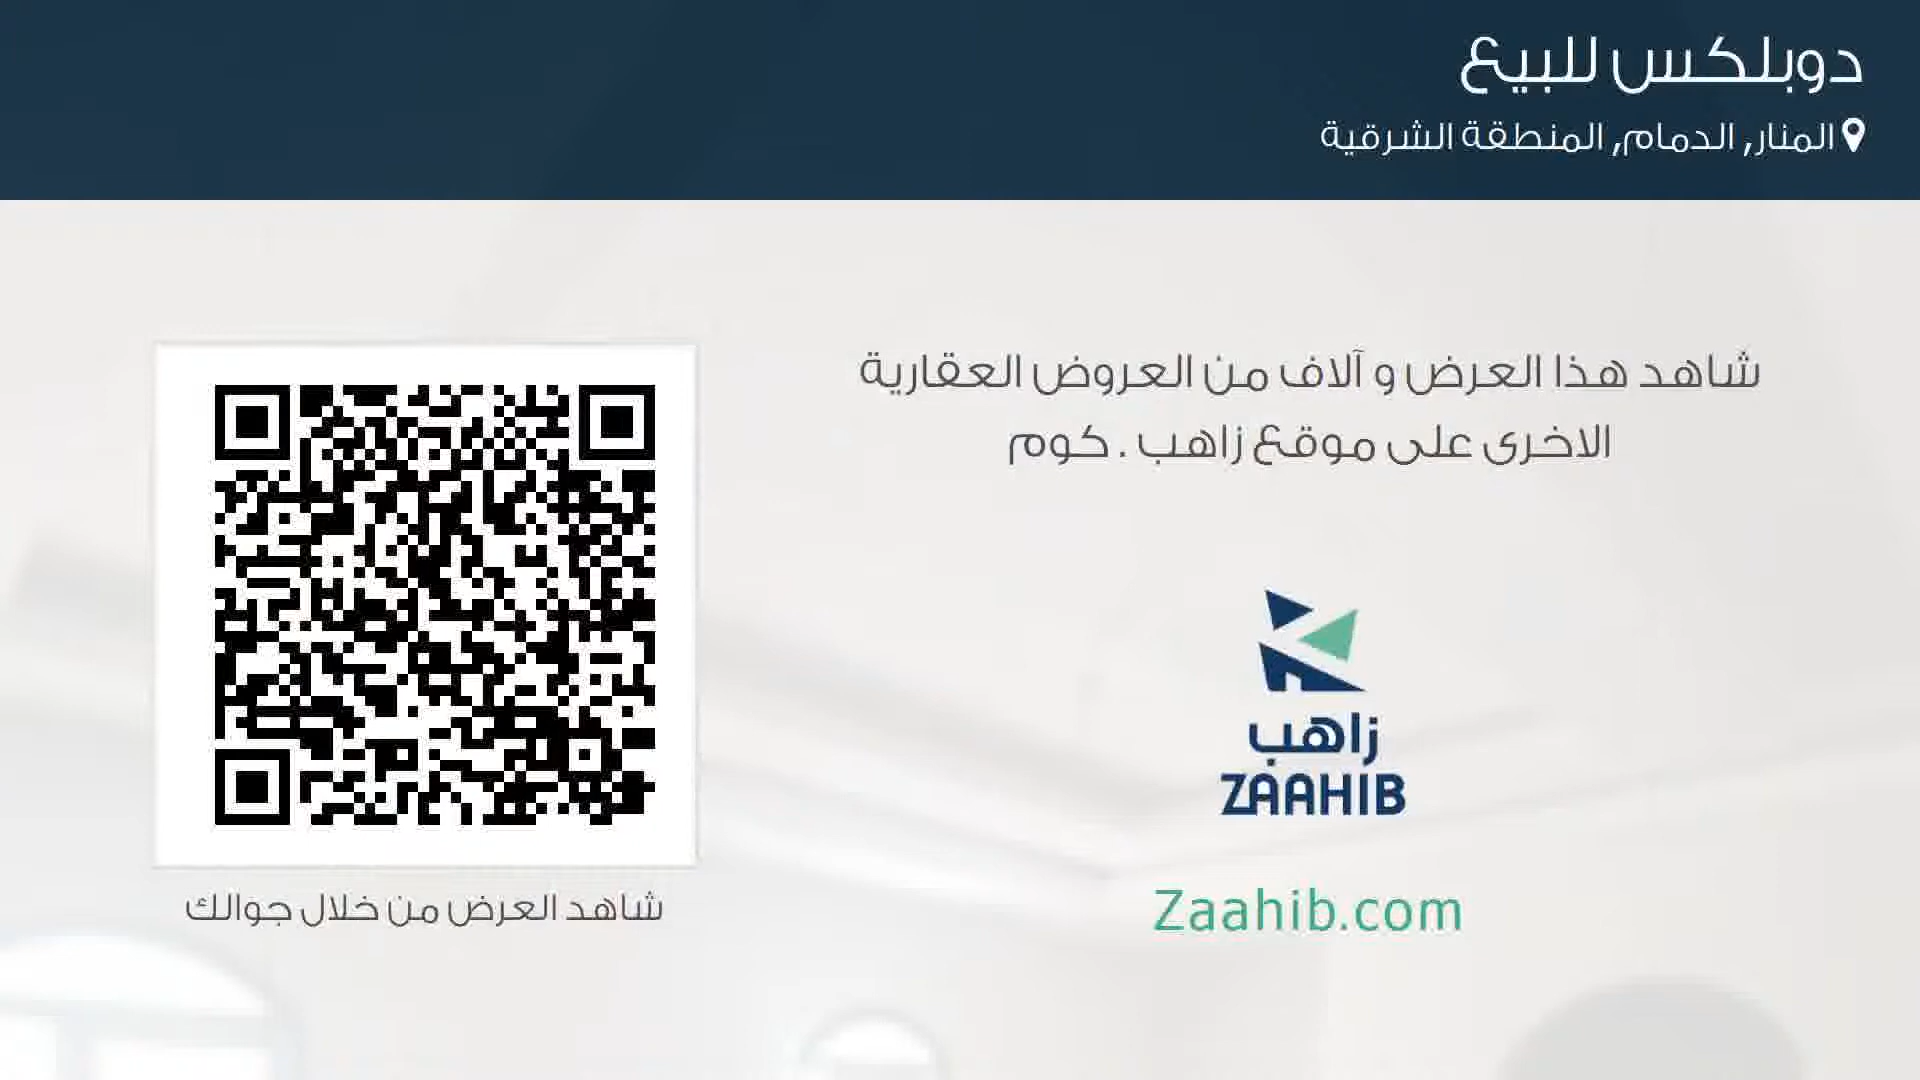 دوبلكس للبيع
المنار, الدمام, المنطقة الشرقية
شاهد هذا العرض و آلاف من العروض العقارية
الاخرى على موقع زاهب . كوم
زاهب
ZAAHIB
Zaahib.com
شاهد العرض من خلال جوالك